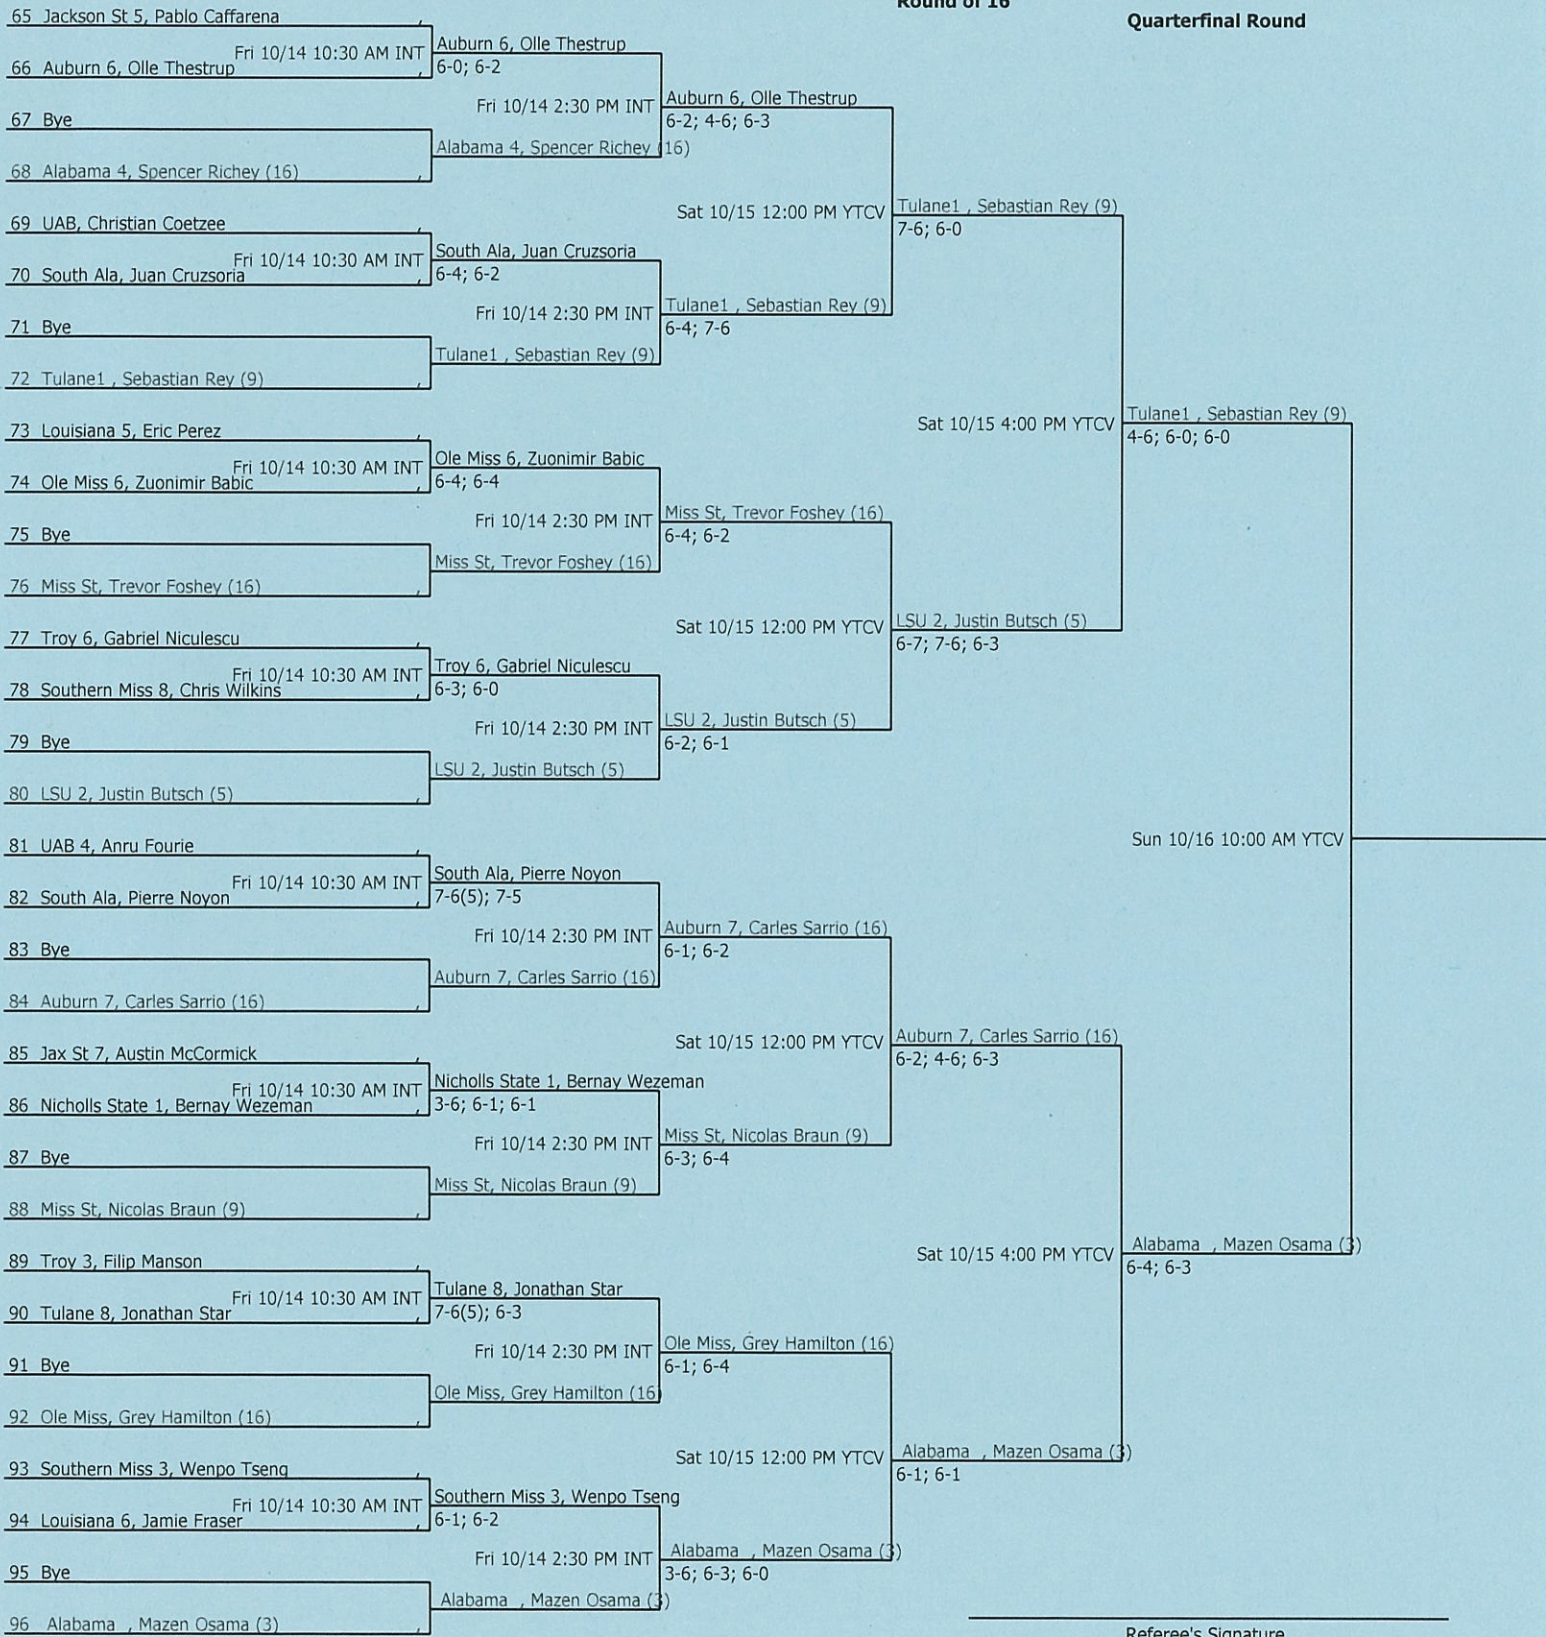 Round of 16
Quarterfinal Round
65 Jackson St 5, Pablo Caffarena
Fri 10/14 10:30 AM INT
66 Auburn 6, Olle Thestrup
Auburn 6, Olle Thestrup
6-0; 6-2
Fri 10/14 2:30 PM INT
67 Bye
68 Alabama 4, Spencer Richey (16)
Alabama 4, Spencer Richey (16)
Auburn 6, Olle Thestrup
6-2; 4-6; 6-3
Sat 10/15 12:00 PM YTCV
69 UAB, Christian Coetzee
Fri 10/14 10:30 AM INT
70 South Ala, Juan Cruzsoria
South Ala, Juan Cruzsoria
6-4; 6-2
Fri 10/14 2:30 PM INT
71 Bye
72 Tulane1 , Sebastian Rey (9)
Tulane1 , Sebastian Rey (9)
Tulane1 , Sebastian Rey (9)
6-4; 7-6
Tulane1 , Sebastian Rey (9)
7-6; 6-0
Sat 10/15 4:00 PM YTCV
73 Louisiana 5, Eric Perez
Fri 10/14 10:30 AM INT
74 Ole Miss 6, Zuonimir Babic
Ole Miss 6, Zuonimir Babic
6-4; 6-4
Fri 10/14 2:30 PM INT
75 Bye
76 Miss St, Trevor Foshey (16)
Miss St, Trevor Foshey (16)
Miss St, Trevor Foshey (16)
6-4; 6-2
Sat 10/15 12:00 PM YTCV
77 Troy 6, Gabriel Niculescu
Fri 10/14 10:30 AM INT
78 Southern Miss 8, Chris Wilkins
Troy 6, Gabriel Niculescu
6-3; 6-0
Fri 10/14 2:30 PM INT
79 Bye
80 LSU 2, Justin Butsch (5)
LSU 2, Justin Butsch (5)
LSU 2, Justin Butsch (5)
6-2; 6-1
LSU 2, Justin Butsch (5)
6-7; 7-6; 6-3
Tulane1 , Sebastian Rey (9)
4-6; 6-0; 6-0
Sun 10/16 10:00 AM YTCV
81 UAB 4, Anru Fourie
Fri 10/14 10:30 AM INT
82 South Ala, Pierre Noyon
South Ala, Pierre Noyon
7-6(5); 7-5
Fri 10/14 2:30 PM INT
83 Bye
84 Auburn 7, Carles Sarrio (16)
Auburn 7, Carles Sarrio (16)
Auburn 7, Carles Sarrio (16)
6-1; 6-2
Sat 10/15 12:00 PM YTCV
85 Jax St 7, Austin McCormick
Fri 10/14 10:30 AM INT
86 Nicholls State 1, Bernay Wezeman
Nicholls State 1, Bernay Wezeman
3-6; 6-1; 6-1
Fri 10/14 2:30 PM INT
87 Bye
88 Miss St, Nicolas Braun (9)
Miss St, Nicolas Braun (9)
Miss St, Nicolas Braun (9)
6-3; 6-4
Auburn 7, Carles Sarrio (16)
6-2; 4-6; 6-3
Sat 10/15 4:00 PM YTCV
89 Troy 3, Filip Manson
Fri 10/14 10:30 AM INT
90 Tulane 8, Jonathan Star
Tulane 8, Jonathan Star
7-6(5); 6-3
Fri 10/14 2:30 PM INT
91 Bye
92 Ole Miss, Grey Hamilton (16)
Ole Miss, Grey Hamilton (16)
Ole Miss, Grey Hamilton (16)
6-1; 6-4
Sat 10/15 12:00 PM YTCV
93 Southern Miss 3, Wenpo Tseng
Fri 10/14 10:30 AM INT
94 Louisiana 6, Jamie Fraser
Southern Miss 3, Wenpo Tseng
6-1; 6-2
Fri 10/14 2:30 PM INT
95 Bye
96 Alabama , Mazen Osama (3)
Alabama , Mazen Osama (3)
Alabama , Mazen Osama (3)
3-6; 6-3; 6-0
Alabama , Mazen Osama (3)
6-1; 6-1
Alabama , Mazen Osama (3)
6-4; 6-3
Referee's Signature